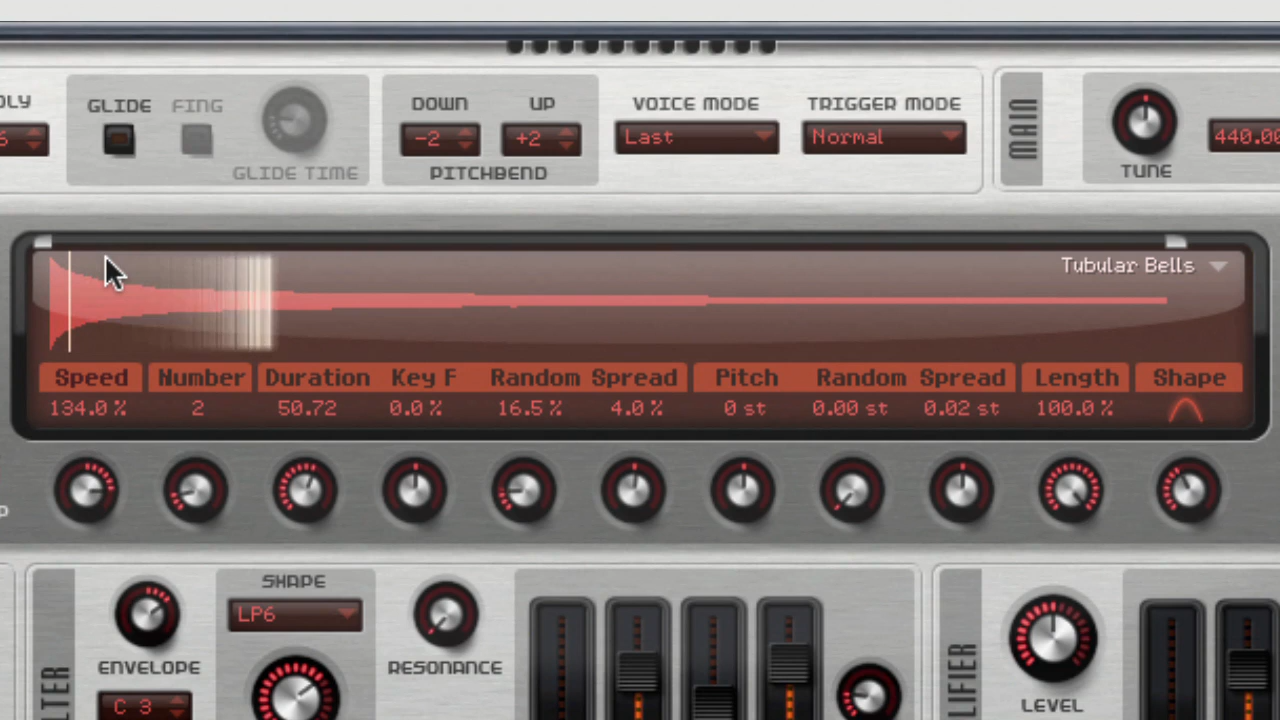 GLIDE FING DOWN UP VOICE MODE TRIGGER MODE
-2 +2 Last Normal
GLIDE TIME PITCHBEND
MAIN
TUNE
Tubular Bells
Speed Number Duration Key F Random Spread Pitch Random Spread Length Shape
134.0 % 2 50.72 0.0 % 16.5 % 4.0 % 0 st 0.00 st 0.02 st 100.0 % 
SHAPE
LP6
ENVELOPE RESONANCE
C 3
LEVEL